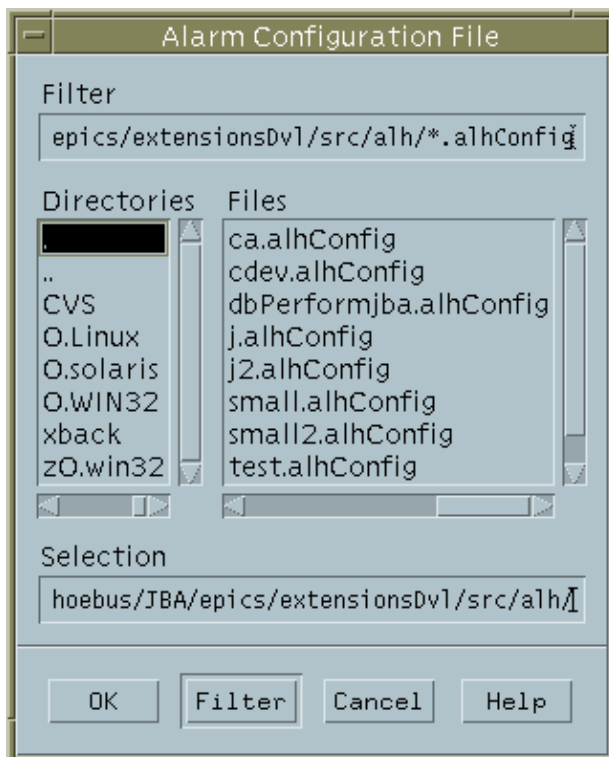 Alarm Configuration File
Filter
epics/extensionsDvl/src/alh/*.alhConfig
Directories Files
.
..
CVS
O.Linux
O.solaris
O.WIN32
xback
zO.win32
ca.alhConfig
cdev.alhConfig
dbPerformjba.alhConfig
j.alhConfig
j2.alhConfig
small.alhConfig
small2.alhConfig
test.alhConfig
Selection
hoebus/JBA/epics/extensionsDvl/src/alh/
OK Filter Cancel Help